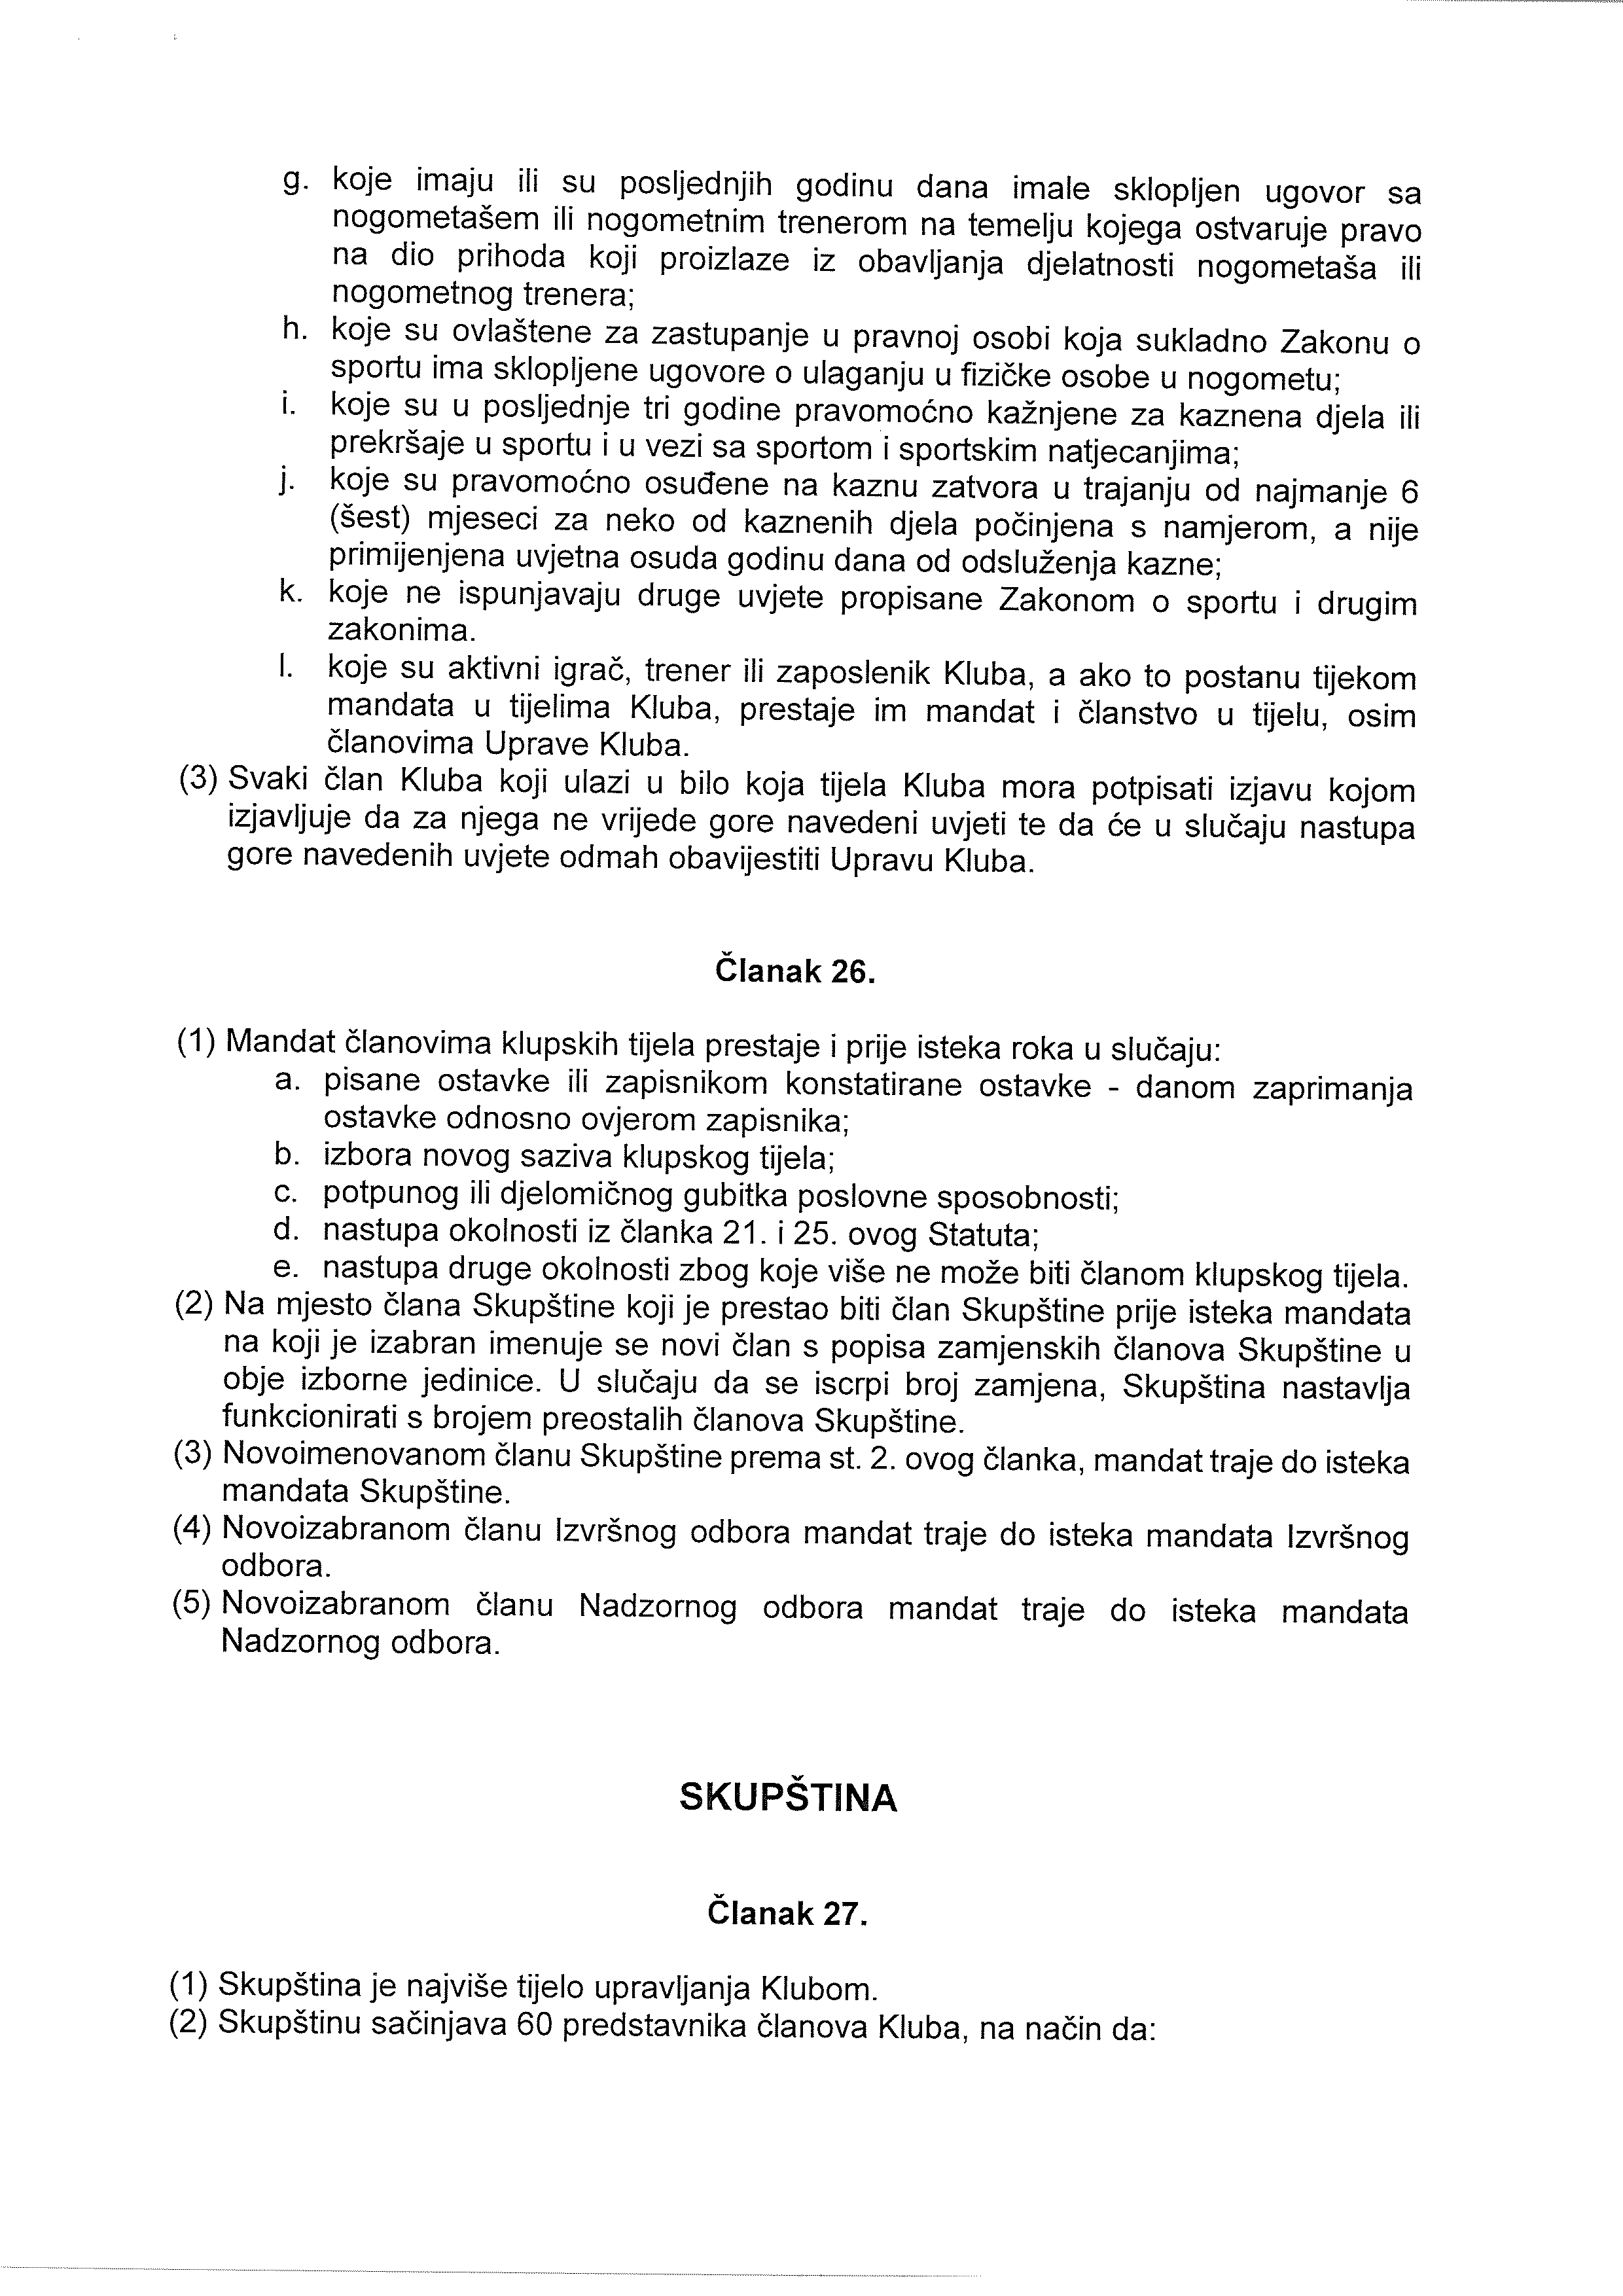 g. koje imaju ili su posljednjih godinu dana imale sklopljen ugovor sa
nogometašem ili nogometnim trenerom na temelju kojega ostvaruje pravo
na dio prihoda koji proizlaze iz obavljanja djelatnosti nogometaša ili
nogometnog trenera;
h. koje su ovlaštene za zastupanje u pravnoj osobi koja sukladno Zakonu o
sportu ima sklopljene ugovore o ulaganju u fizičke osobe u nogometu;
i. koje su u posljednje tri godine pravomoćno kažnjene za kaznena djela ili
prekršaje u sportu i u vezi sa sportom i sportskim natjecanjima;
j. koje su pravomoćno osuđene na kaznu zatvora u trajanju od najmanje 6
(šest) mjeseci za neko od kaznenih djela počinjena s namjerom, a nije
primijenjena uvjetna osuda godinu dana od odsluženja kazne;
k. koje ne ispunjavaju druge uvjete propisane Zakonom o sportu i drugim
zakonima.
l. koje su aktivni igrač, trener ili zaposlenik Kluba, a ako to postanu tijekom
mandata u tijelima Kluba, prestaje im mandat i članstvo u tijelu, osim
članovima Uprave Kluba.
(3) Svaki član Kluba koji ulazi u bilo koja tijela Kluba mora potpisati izjavu kojom
izjavljuje da za njega ne vrijede gore navedeni uvjeti te da će u slučaju nastupa
gore navedenih uvjete odmah obavijestiti Upravu Kluba.
Članak 26.
(1) Mandat članovima klupskih tijela prestaje i prije isteka roka u slučaju:
a. pisane ostavke ili zapisnikom konstatirane ostavke - danom zaprimanja
ostavke odnosno ovjerom zapisnika;
b. izbora novog saziva klupskog tijela;
c. potpunog ili djelomičnog gubitka poslovne sposobnosti;
d. nastupa okolnosti iz članka 21. i 25. ovog Statuta;
e. nastupa druge okolnosti zbog koje više ne može biti članom klupskog tijela.
(2) Na mjesto člana Skupštine koji je prestao biti član Skupštine prije isteka mandata
na koji je izabran imenuje se novi član s popisa zamjenskih članova Skupštine u
obje izborne jedinice. U slučaju da se iscrpi broj zamjena, Skupština nastavlja
funkcionirati s brojem preostalih članova Skupštine.
(3) Novoimenovanom članu Skupštine prema st. 2. ovog članka, mandat traje do isteka
mandata Skupštine.
(4) Novoizabranom članu Izvršnog odbora mandat traje do isteka mandata Izvršnog
odbora.
(5) Novoizabranom članu Nadzornog odbora mandat traje do isteka mandata
Nadzornog odbora.
SKUPŠTINA
Članak 27.
(1) Skupština je najviše tijelo upravljanja Klubom.
(2) Skupštinu sačinjava 60 predstavnika članova Kluba, na način da: